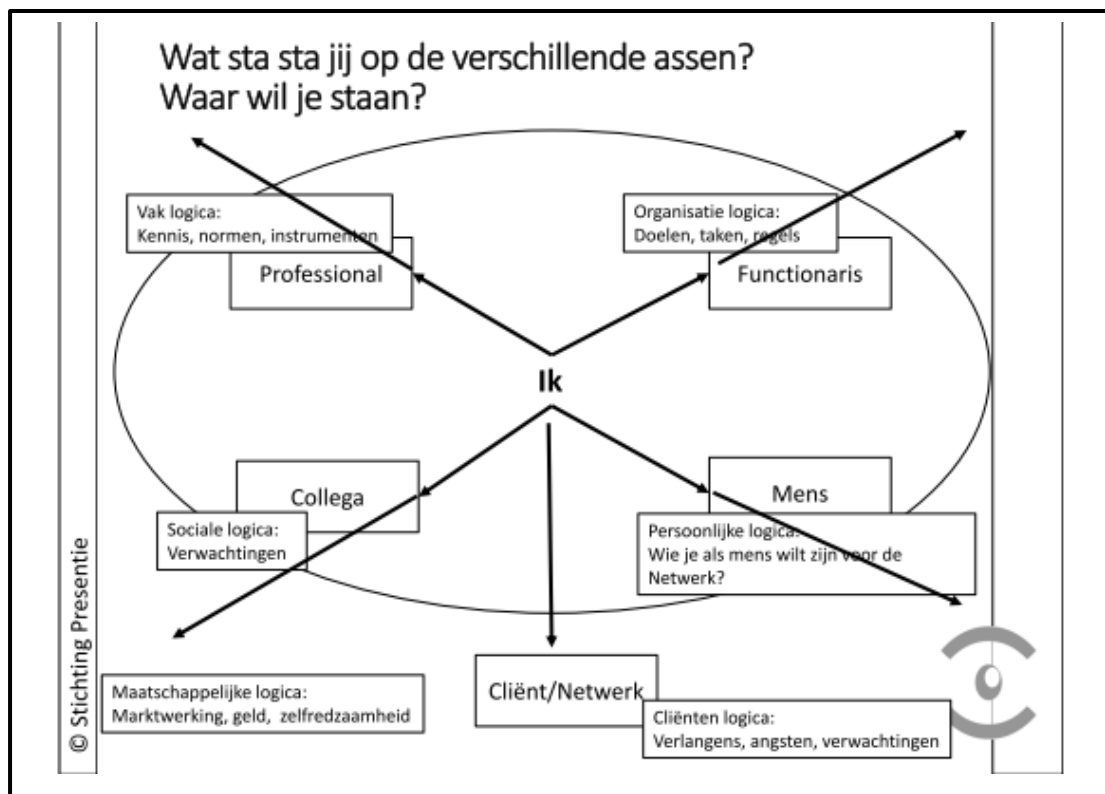 Wat sta sta jij op de verschillende assen?
Waar wil je staan?
Vak logica:
Kennis, normen, instrumenten
Professional
Organisatie logica:
Doelen, taken, regels
Functionaris
Ik
Collega
Sociale logica:
Verwachtingen
Mens
Persoonlijke logica:
Wie je als mens wilt zijn voor de
Netwerk?
Maatschappelijke logica:
Marktwerking, geld, zelfredzaamheid
Cliënt/Netwerk
Cliënten logica:
Verlangens, angsten, verwachtingen
© Stichting Presentie